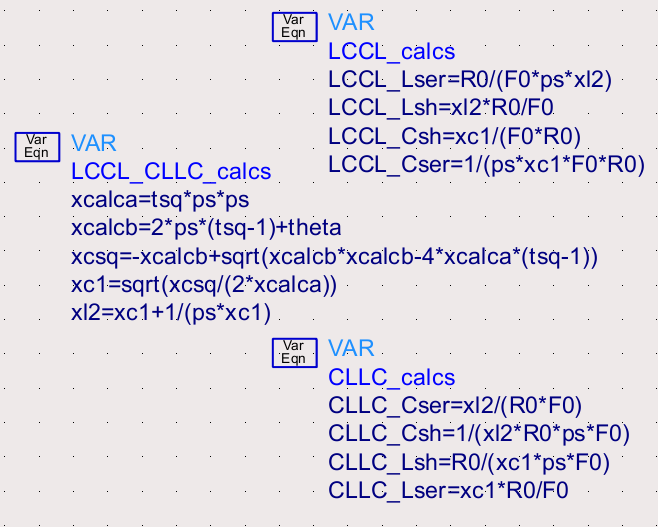 Var
Eqn
VAR
LCCL_calcs
LCCL_Lser=R0/(F0*ps*xl2)
LCCL_Lsh=xl2*R0/F0
LCCL_Csh=xc1/(F0*R0)
LCCL_Cser=1/(ps*xc1*F0*R0)
Var
Eqn
VAR
LCCL_CLLC_calcs
xcalca=tsq*ps*ps
xcalcb=2*ps*(tsq-1)+theta
xcsq=-xcalcb+sqrt(xcalcb*xcalcb-4*xcalca*(tsq-1))
xc1=sqrt(xcsq/(2*xcalca))
xl2=xc1+1/(ps*xc1)
Var
Eqn
VAR
CLLC_calcs
CLLC_Cser=xl2/(R0*F0)
CLLC_Csh=1/(xl2*R0*ps*F0)
CLLC_Lsh=R0/(xc1*ps*F0)
CLLC_Lser=xc1*R0/F0